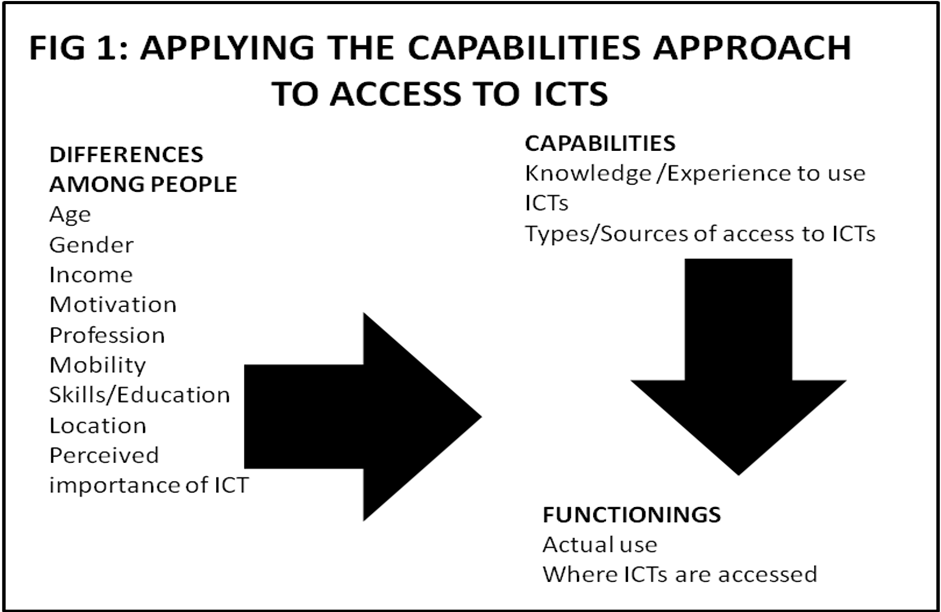 FIG 1: APPLYING THE CAPABILITIES APPROACH
TO ACCESS TO ICTS
DIFFERENCES
AMONG PEOPLE
Age
Gender
Income
Motivation
Profession
Mobility
Skills/Education
Location
Perceived
importance of ICT
CAPABILITIES
Knowledge/Experience to use
ICTs
Types/Sources of access to ICTs
FUNCTIONINGS
Actual use
Where ICTs are accessed